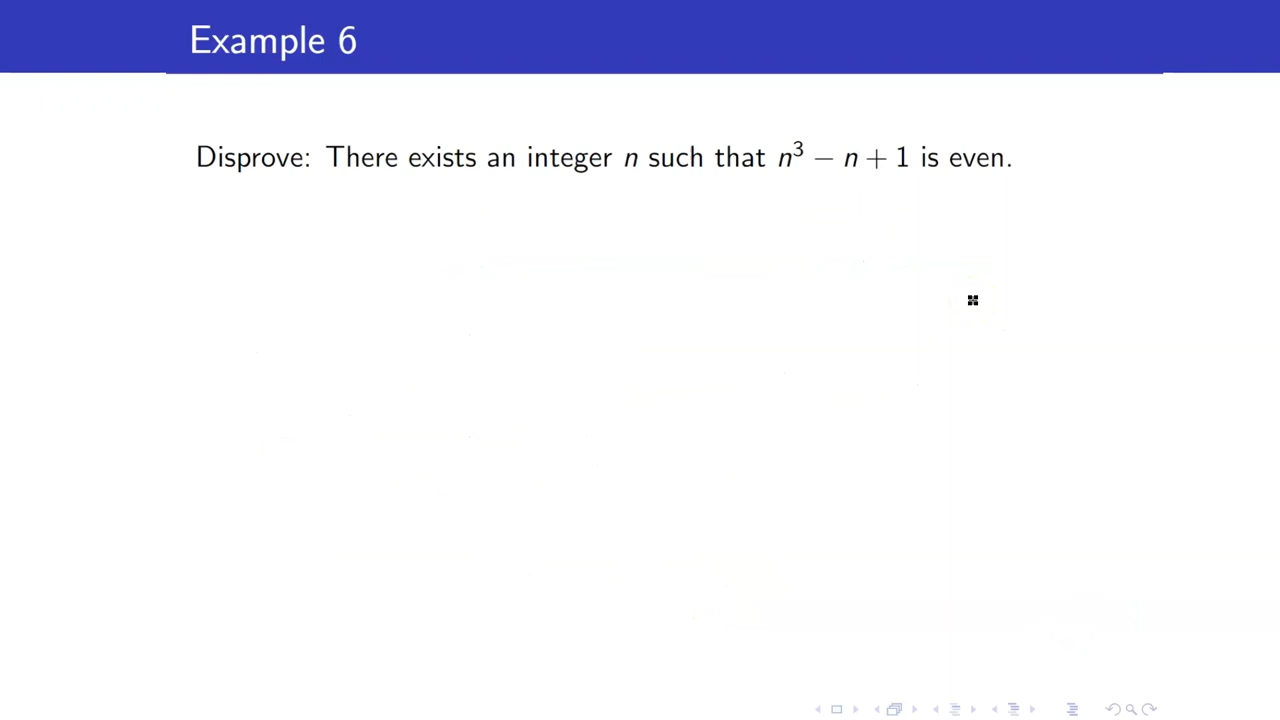 Example 6
Disprove: There exists an integer n such that n³ − n + 1 is even.